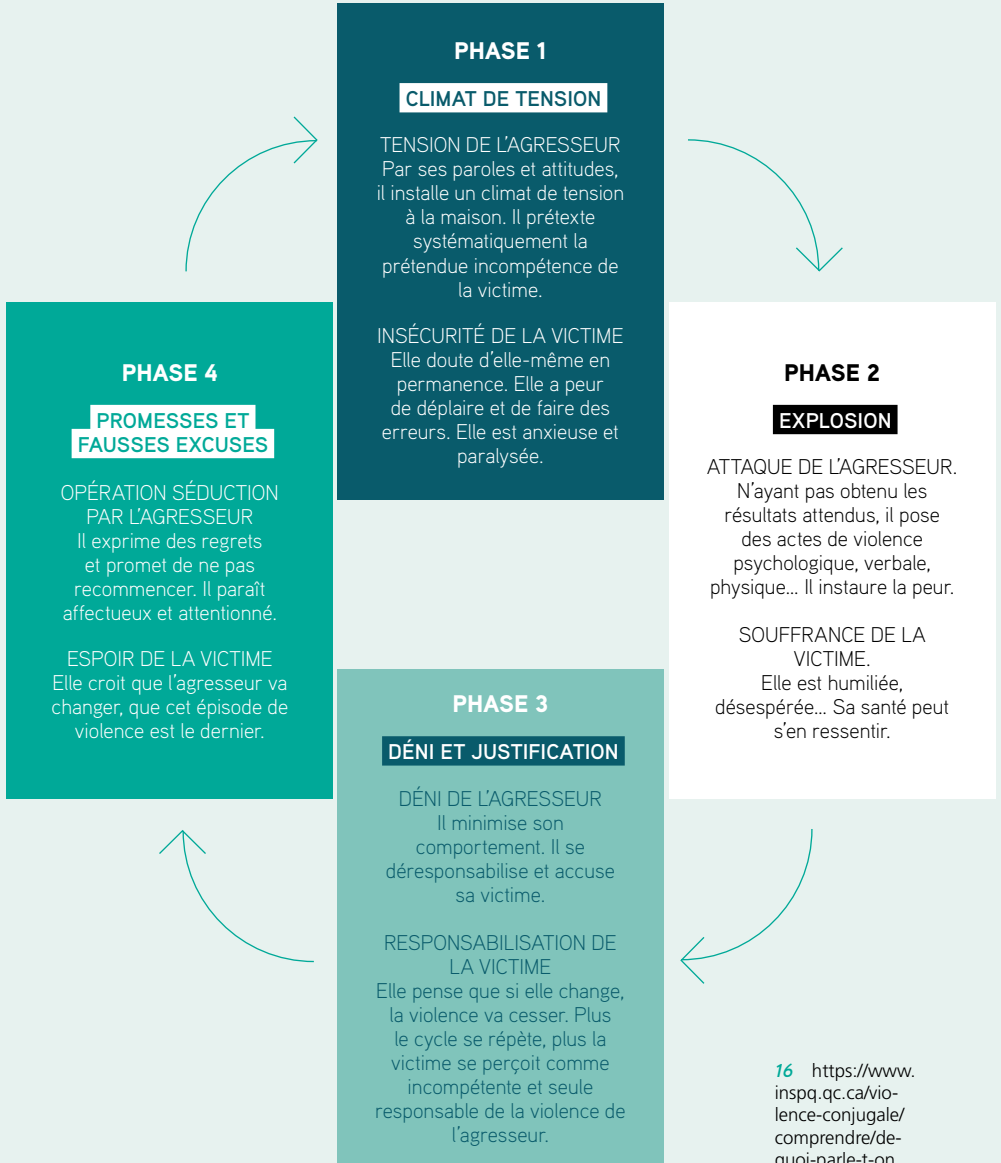 PHASE 1
CLIMAT DE TENSION
TENSION DE L'AGRESSEUR
Par ses paroles et attitudes,
il installe un climat de tension
à la maison. Il prétexte
systématiquement la
prétendue incompétence de
la victime.
INSÉCURITÉ DE LA VICTIME
Elle doute d'elle-même en
permanence. Elle a peur
de déplaire et de faire des
erreurs. Elle est anxieuse et
paralysée.
PHASE 2
EXPLOSION
ATTAQUE DE L'AGRESSEUR.
N'ayant pas obtenu les
résultats attendus, il pose
des actes de violence
psychologique, verbale,
physique... Il instaure la peur.
SOUFFRANCE DE LA
VICTIME.
Elle est humiliée,
désespérée... Sa santé peut
s'en ressentir.
PHASE 3
DÉNI ET JUSTIFICATION
DÉNI DE L'AGRESSEUR
Il minimise son
comportement. Il se
déresponsabilise et accuse
sa victime.
RESPONSABILISATION DE
LA VICTIME
Elle pense que si elle change,
la violence va cesser. Plus
le cycle se répète, plus la
victime se perçoit comme
incompétente et seule
responsable de la violence de
l'agresseur.
PHASE 4
PROMESSES ET
FAUSSES EXCUSES
OPÉRATION SÉDUCTION
PAR L'AGRESSEUR
Il exprime des regrets
et promet de ne pas
recommencer. Il paraît
affectueux et attentionné.
ESPOIR DE LA VICTIME
Elle croit que l'agresseur va
changer, que cet épisode de
violence est le dernier.
16 https://www.
inspq.qc.ca/vio-
lence-conjugale/
comprendre/de-
quoi-parle-t-on